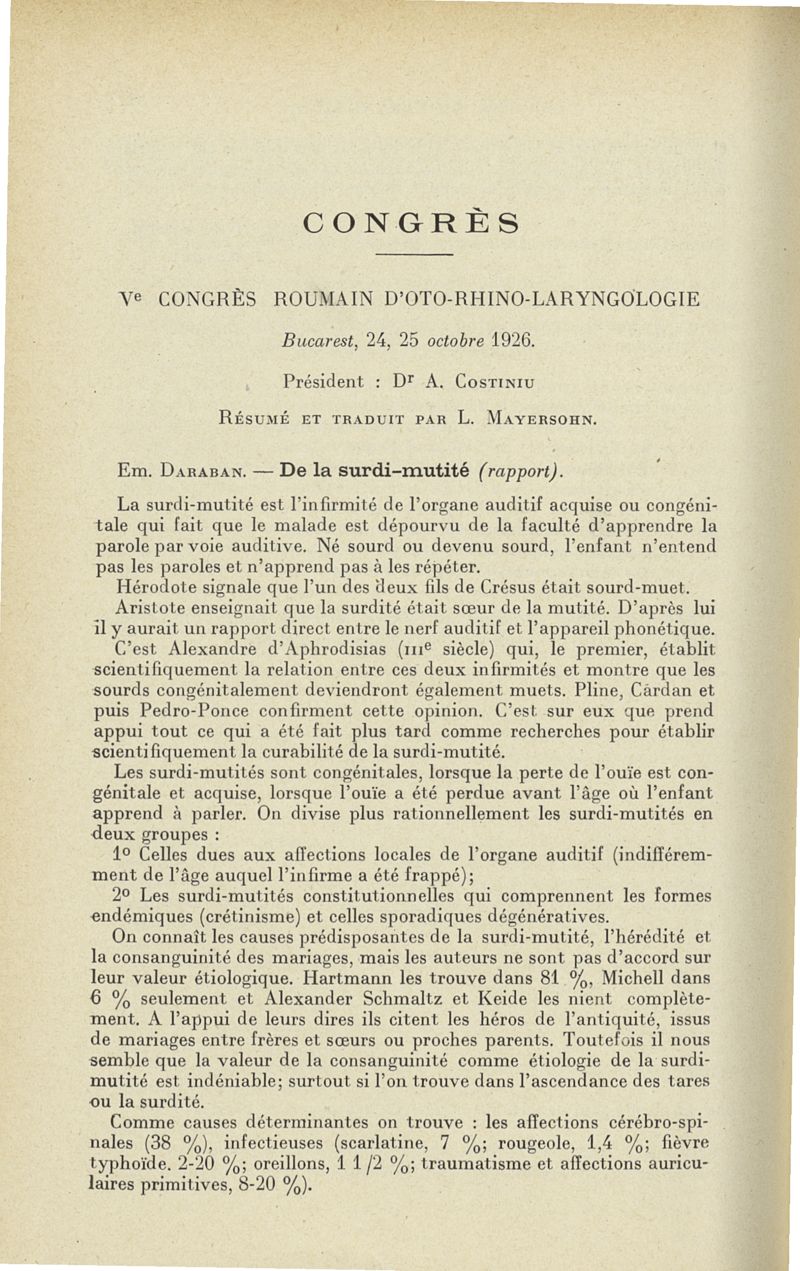 CONGRÈS
Ve CONGRÈS ROUMAIN D'OTO-RHINO-LARYNGOLOGIE
Bucarest, 24, 25 octobre 1926.
Président : Dr A. Costiniu
Résumé et traduit par L. Mayersohn.
Em. Daraban. — De la surdi-mutité (rapport).
La surdi-mutité est l'infirmité de l'organe auditif acquise ou congéni-
tale qui fait que le malade est dépourvu de la faculté d'apprendre la
parole par voie auditive. Né sourd ou devenu sourd, l'enfant n'entend
pas les paroles et n'apprend pas à les répéter.
Hérodote signale que l'un des deux fils de Crésus était sourd-muet.
Aristote enseignait que la surdité était sœur de la mutité. D'après lui
il y aurait un rapport direct entre le nerf auditif et l'appareil phonétique.
C'est Alexandre d'Aphrodisias (IIIe siècle) qui, le premier, établit
scientifiquement la relation entre ces deux infirmités et montre que les
sourds congénitalement deviendront également muets. Pline, Cardan et
puis Pedro-Ponce confirment cette opinion. C'est sur eux que prend
appui tout ce qui a été fait plus tard comme recherches pour établir
scientifiquement la curabilité de la surdi-mutité.
Les surdi-mutités sont congénitales, lorsque la perte de l'ouïe est con-
génitale et acquise, lorsque l'ouïe a été perdue avant l'âge où l'enfant
apprend à parler. On divise plus rationnellement les surdi-mutités en
deux groupes :
1º Celles dues aux affections locales de l'organe auditif (indifférem-
ment de l'âge auquel l'infirme a été frappé);
2º Les surdi-mutités constitutionnelles qui comprennent les formes
endémiques (crétinisme) et celles sporadiques dégénératives.
On connaît les causes prédisposantes de la surdi-mutité, l'hérédité et
la consanguinité des mariages, mais les auteurs ne sont pas d'accord sur
leur valeur étiologique. Hartmann les trouve dans 81 %, Michell dans
6 % seulement et Alexander Schmaltz et Keide les nient complète-
ment. A l'appui de leurs dires ils citent les héros de l'antiquité, issus
de mariages entre frères et sœurs ou proches parents. Toutefois il nous
semble que la valeur de la consanguinité comme étiologie de la surdi-
mutité est indéniable; surtout si l'on trouve dans l'ascendance des tares
ou la surdité.
Comme causes déterminantes on trouve : les affections cérébro-spi-
nales (38 %), infectieuses (scarlatine, 7 %; rougeole, 1,4 %; fièvre
typhoïde, 2-20 %; oreillons, 1 1/2 %; traumatisme et affections auricu-
laires primitives, 8-20 %).